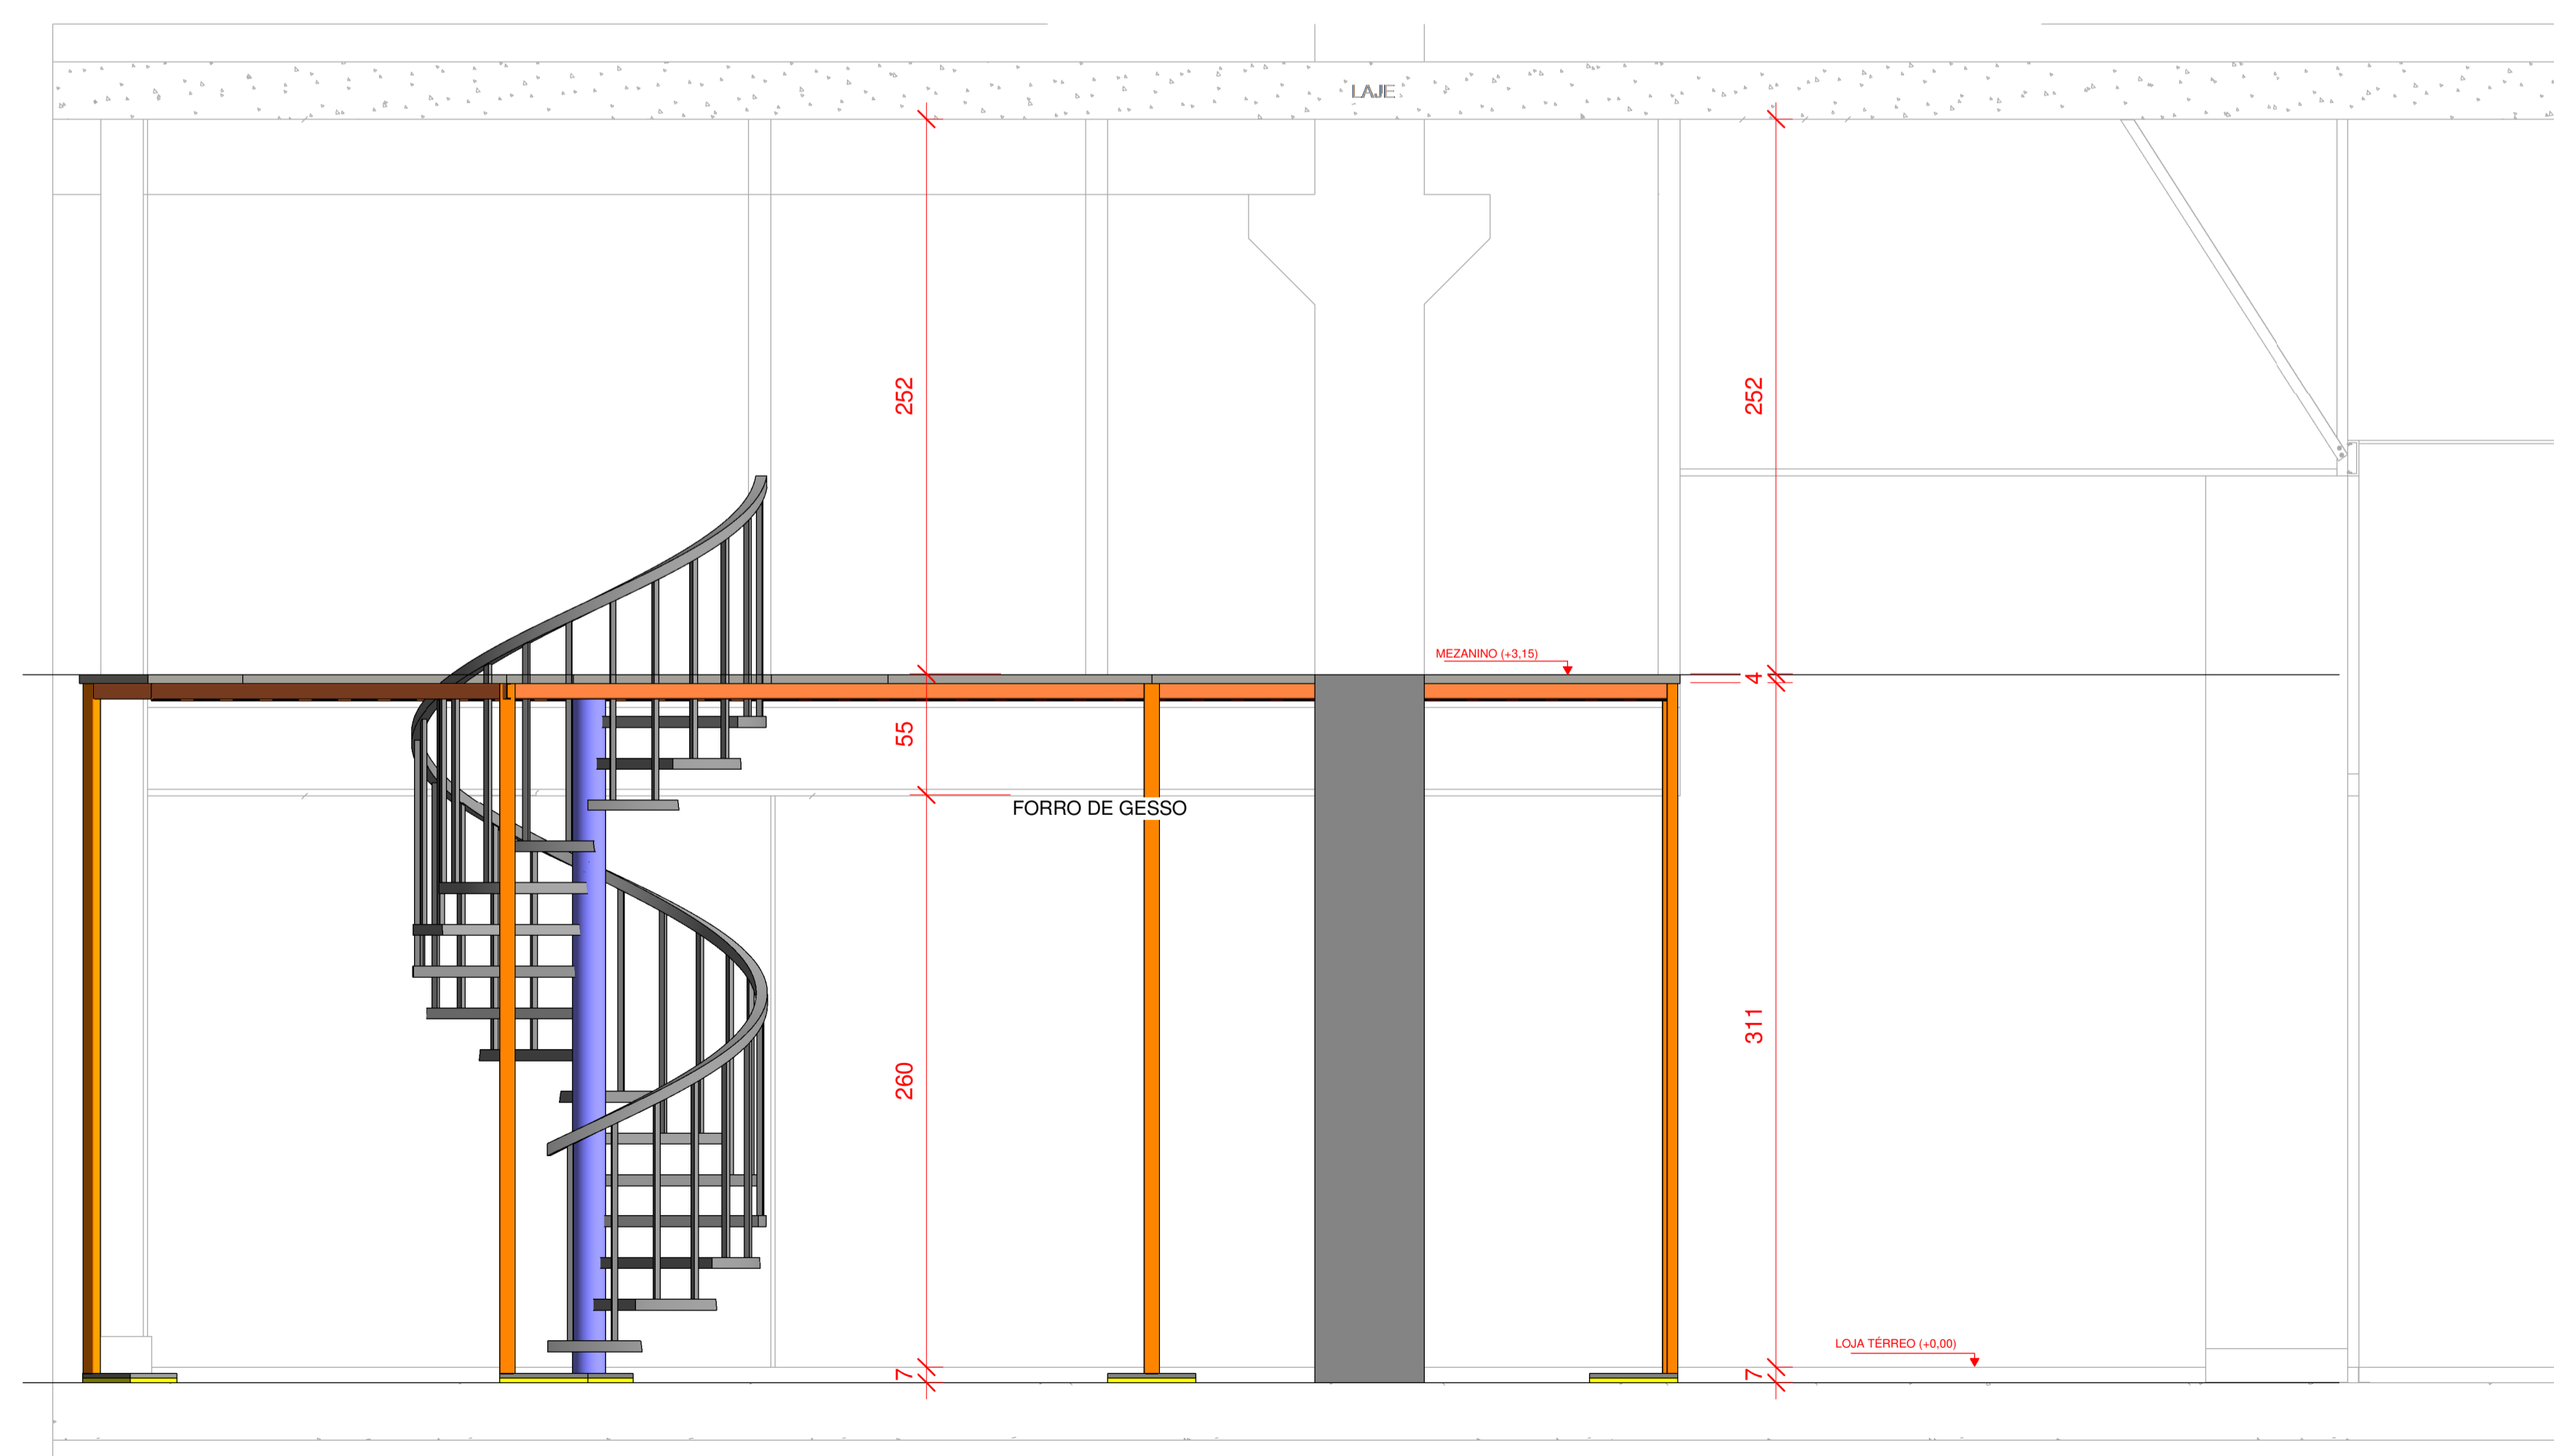 LAJE
252
252
MEZANINO (+3,15)
4
55
FORRO DE GESSO
311
260
LOJA TÉRREO (+0,00)
7
7